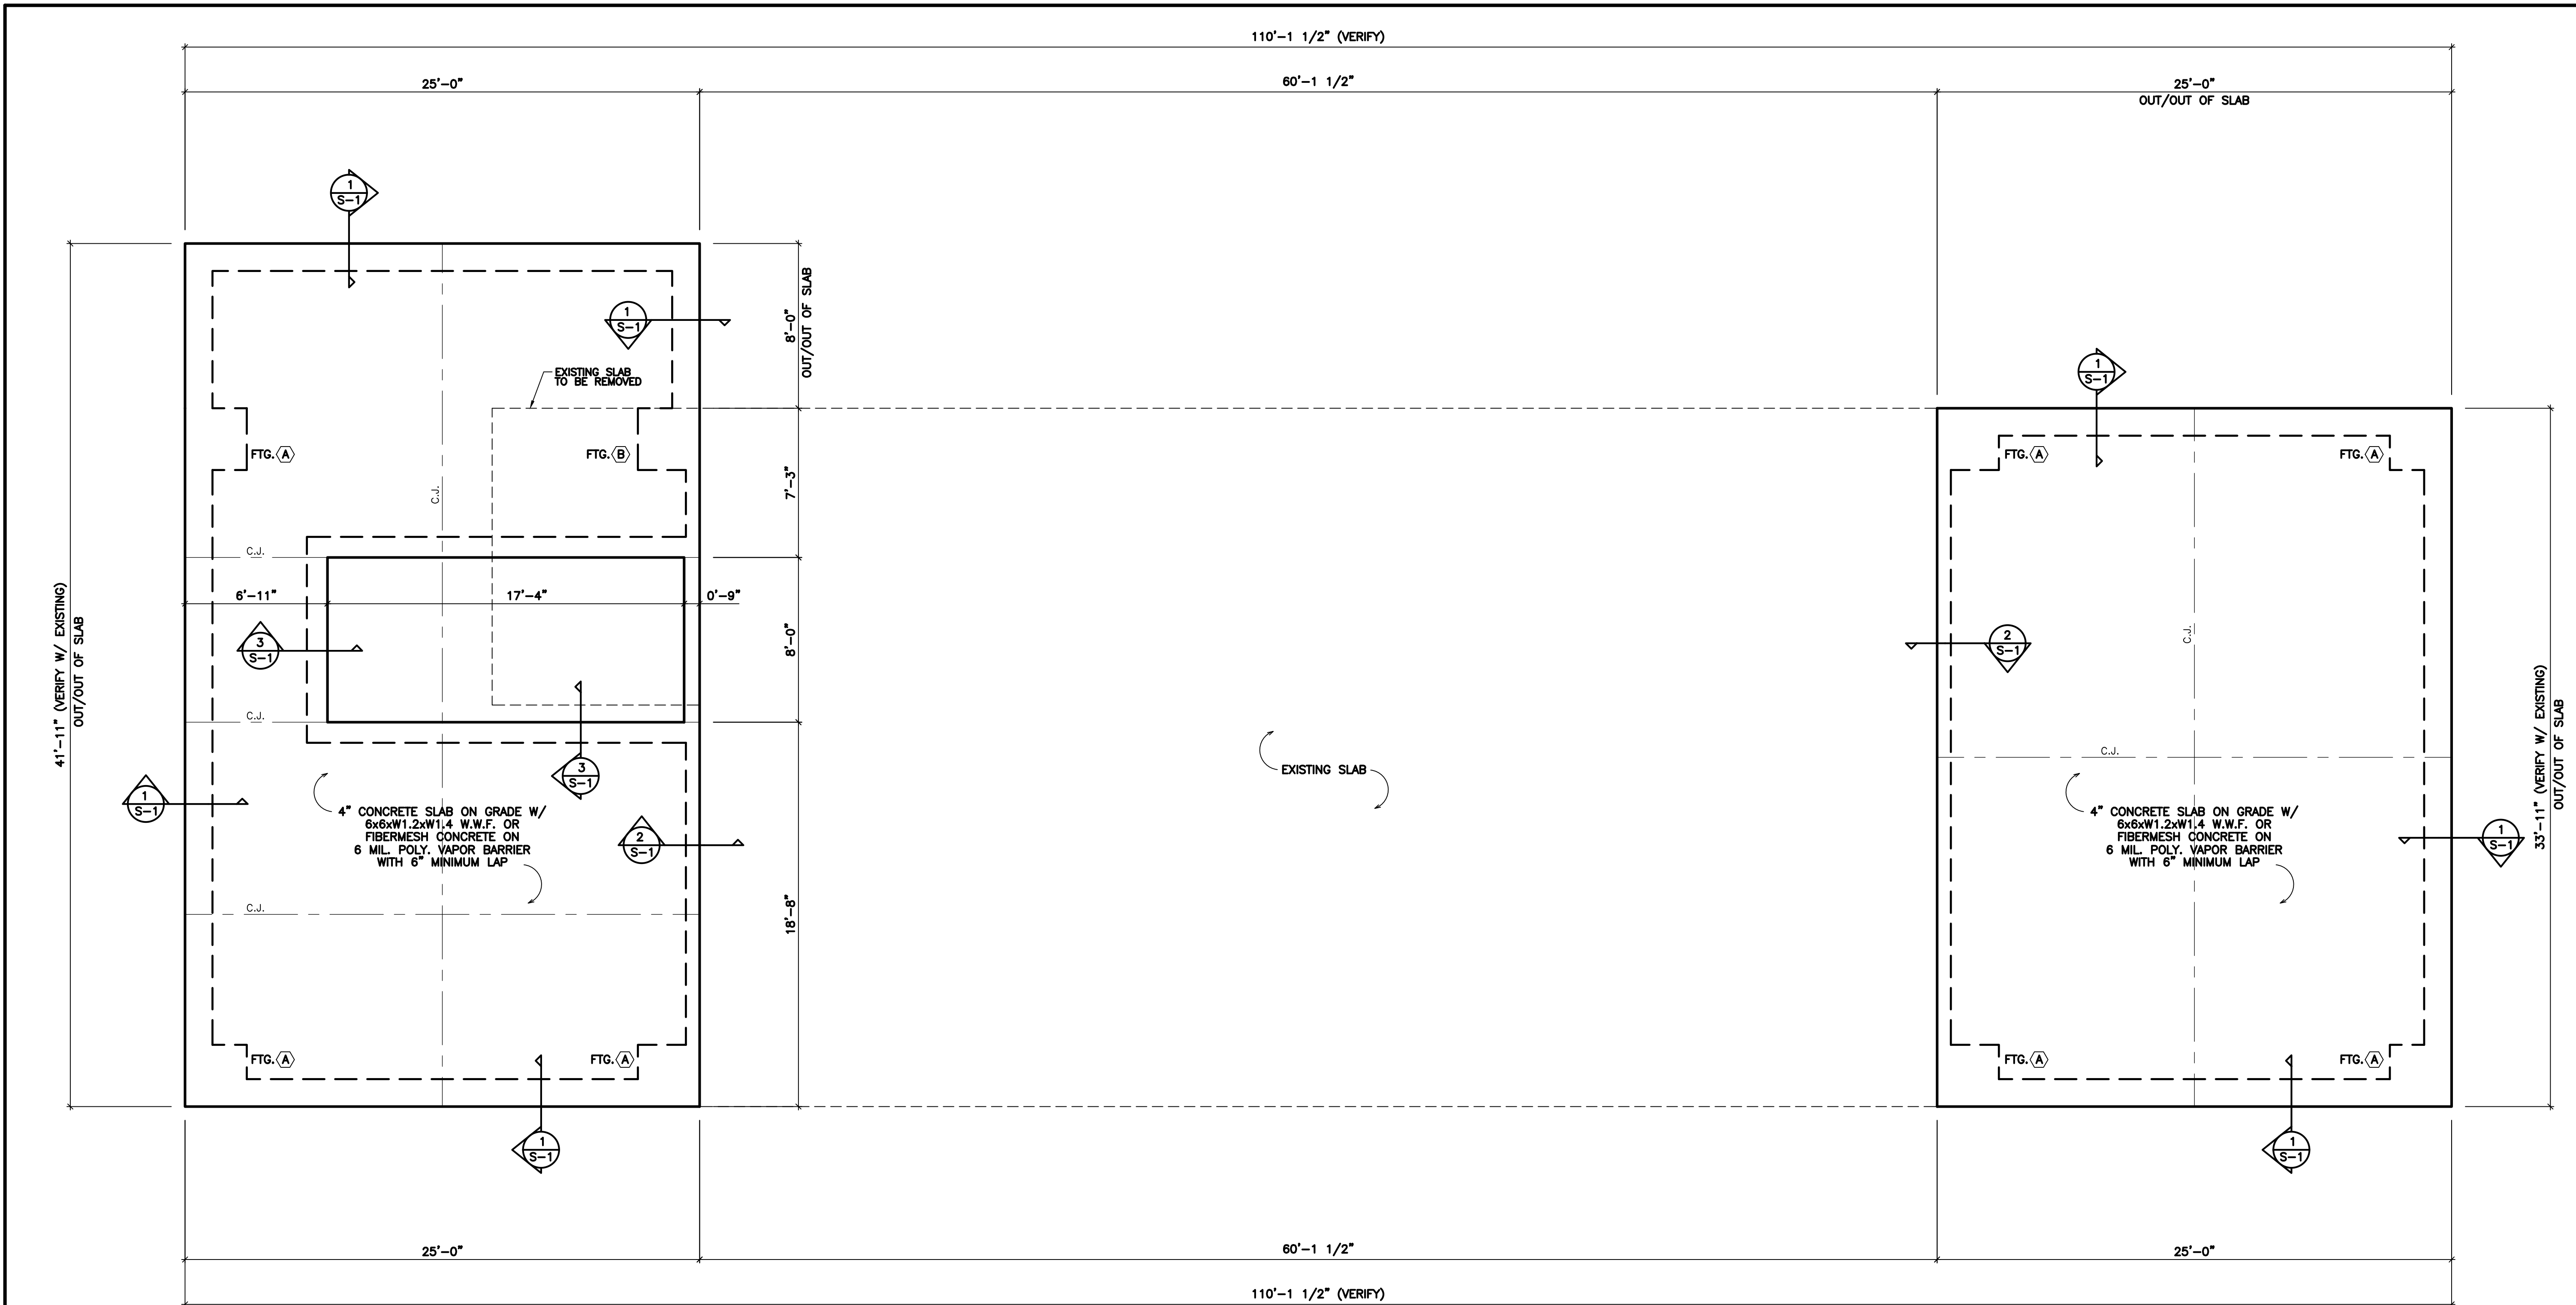 110'-1 1/2" (VERIFY)
25'-0"
60'-1 1/2"
25'-0"
OUT/OUT OF SLAB
1
S-1
1
S-1
8'-0"
OUT/OUT OF SLAB
EXISTING SLAB
TO BE REMOVED
1
S-1
FTG. A
FTG. B
FTG. A
FTG. A
7'-3"
C.J.
C.J.
6'-11"
17'-4"
0'-9"
3
S-1
8'-0"
2
S-1
C.J.
41'-11" (VERIFY W/ EXISTING)
OUT/OUT OF SLAB
C.J.
3
S-1
1
S-1
EXISTING SLAB
C.J.
33'-11" (VERIFY W/ EXISTING)
OUT/OUT OF SLAB
4" CONCRETE SLAB ON GRADE W/
6x6xW1.2xW1.4 W.W.F. OR
FIBERMESH CONCRETE ON
6 MIL. POLY. VAPOR BARRIER
WITH 6" MINIMUM LAP
2
S-1
4" CONCRETE SLAB ON GRADE W/
6x6xW1.2xW1.4 W.W.F. OR
FIBERMESH CONCRETE ON
6 MIL. POLY. VAPOR BARRIER
WITH 6" MINIMUM LAP
1
S-1
C.J.
18'-8"
FTG. A
FTG. A
FTG. A
FTG. A
1
S-1
1
S-1
25'-0"
60'-1 1/2"
25'-0"
110'-1 1/2" (VERIFY)